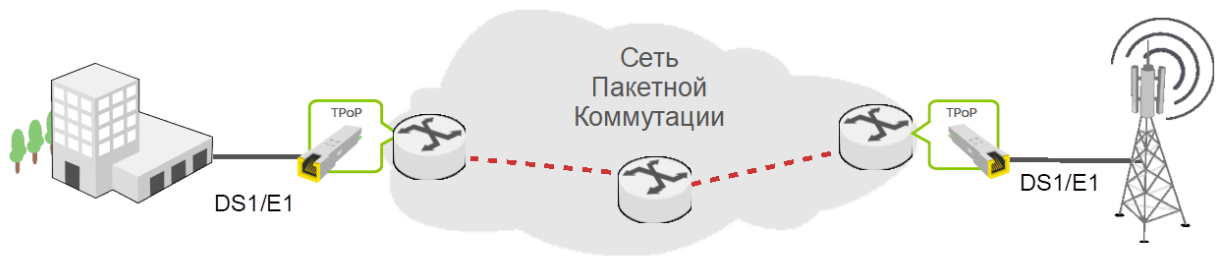 Сеть
Пакетной
Коммутации
TPoP
TPoP
DS1/E1
DS1/E1